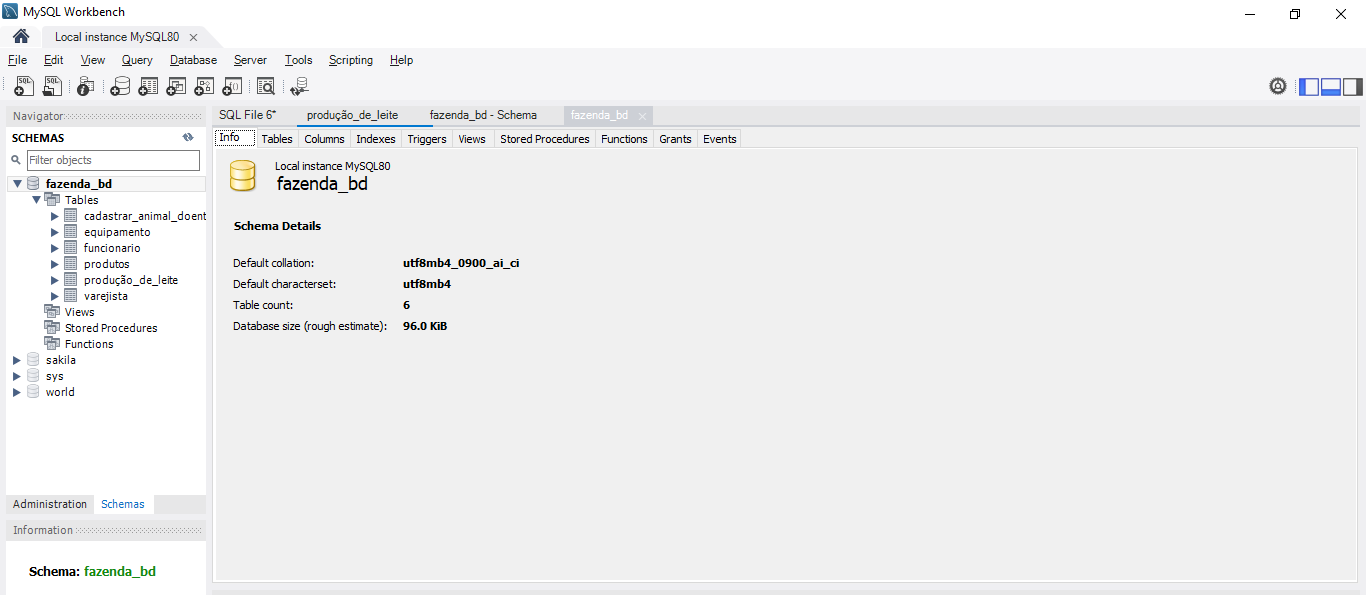 MySQL Workbench
Local instance MySQL80
File Edit View Query Database Server Tools Scripting Help
Navigator
SCHEMAS
Filter objects
fazenda_bd
Tables
cadastrar_animal_doent
equipamento
funcionario
produtos
produção_de_leite
varejista
Views
Stored Procedures
Functions
sakila
sys
world
Administration Schemas
Information
Schema: fazenda_bd
SQL File 6* produção_de_leite fazenda_bd - Schema fazenda_bd
Info Tables Columns Indexes Triggers Views Stored Procedures Functions Grants Events
Local instance MySQL80
fazenda_bd
Schema Details
Default collation: utf8mb4_0900_ai_ci
Default characterset: utf8mb4
Table count: 6
Database size (rough estimate): 96.0 KiB